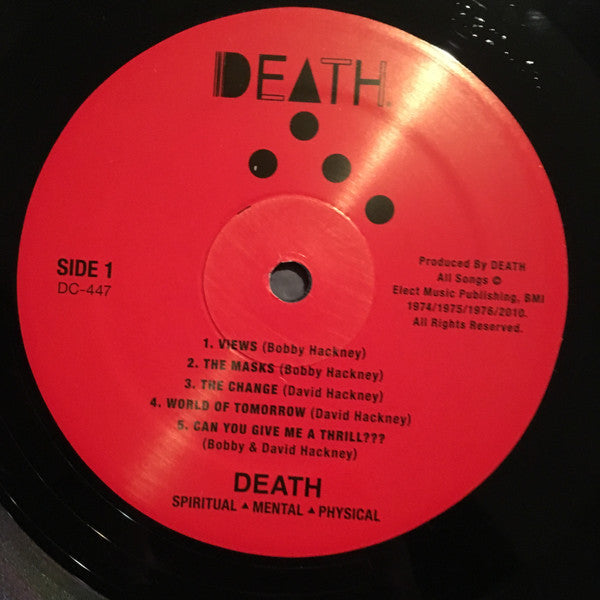 DEATH
SIDE 1
DC-447
Produced By DEATH
All Songs ©
Elect Music Publishing, BMI
1974/1975/1976/2010.
All Rights Reserved.
1. VIEWS (Bobby Hackney)
2. THE MASKS (Bobby Hackney)
3. THE CHANGE (David Hackney)
4. WORLD OF TOMORROW (David Hackney)
5. CAN YOU GIVE ME A THRILL???
(Bobby & David Hackney)
DEATH
SPIRITUAL ▲ MENTAL ▲ PHYSICAL